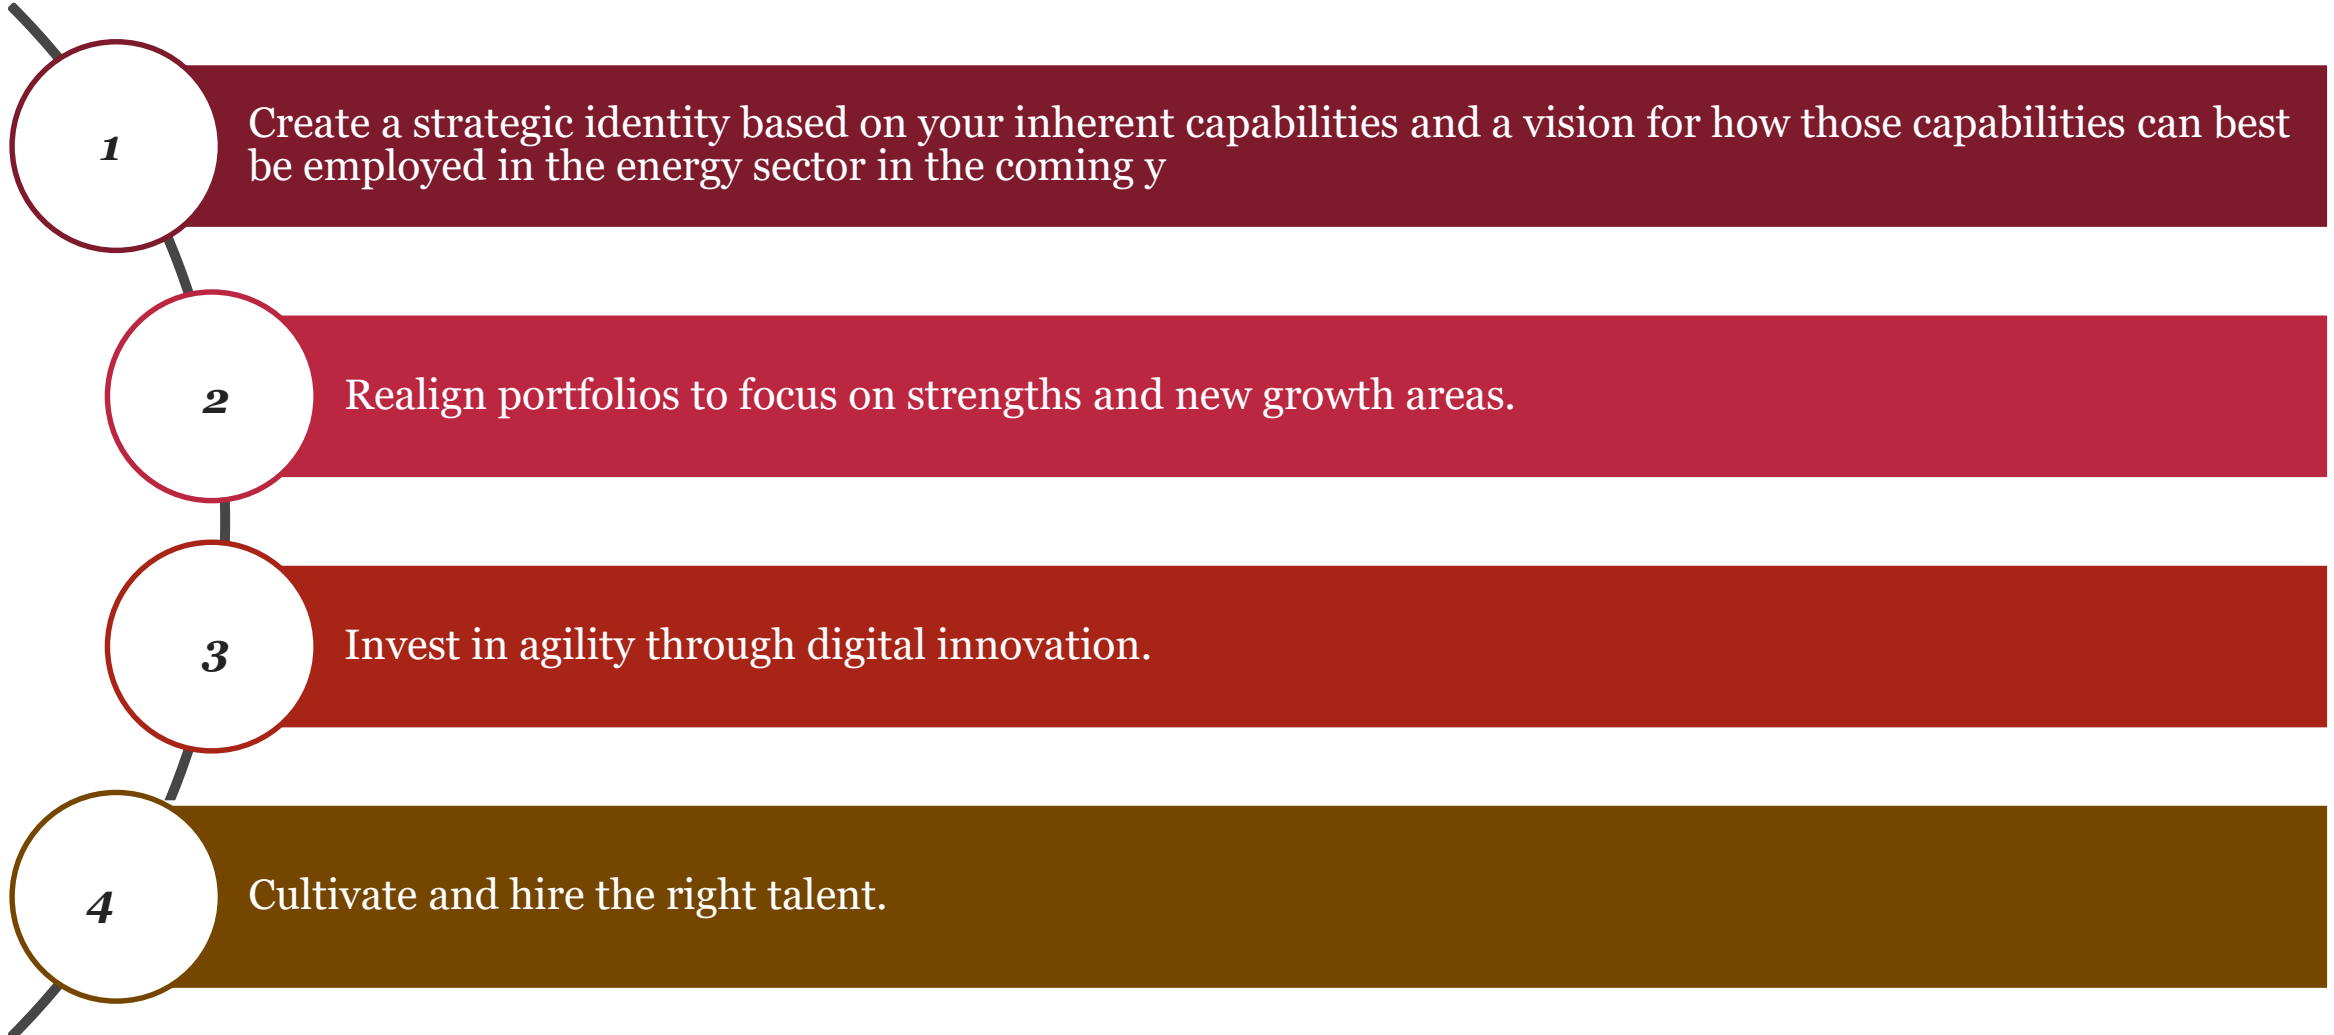 1
Create a strategic identity based on your inherent capabilities and a vision for how those capabilities can best
be employed in the energy sector in the coming y
2
Realign portfolios to focus on strengths and new growth areas.
3
Invest in agility through digital innovation.
4
Cultivate and hire the right talent.